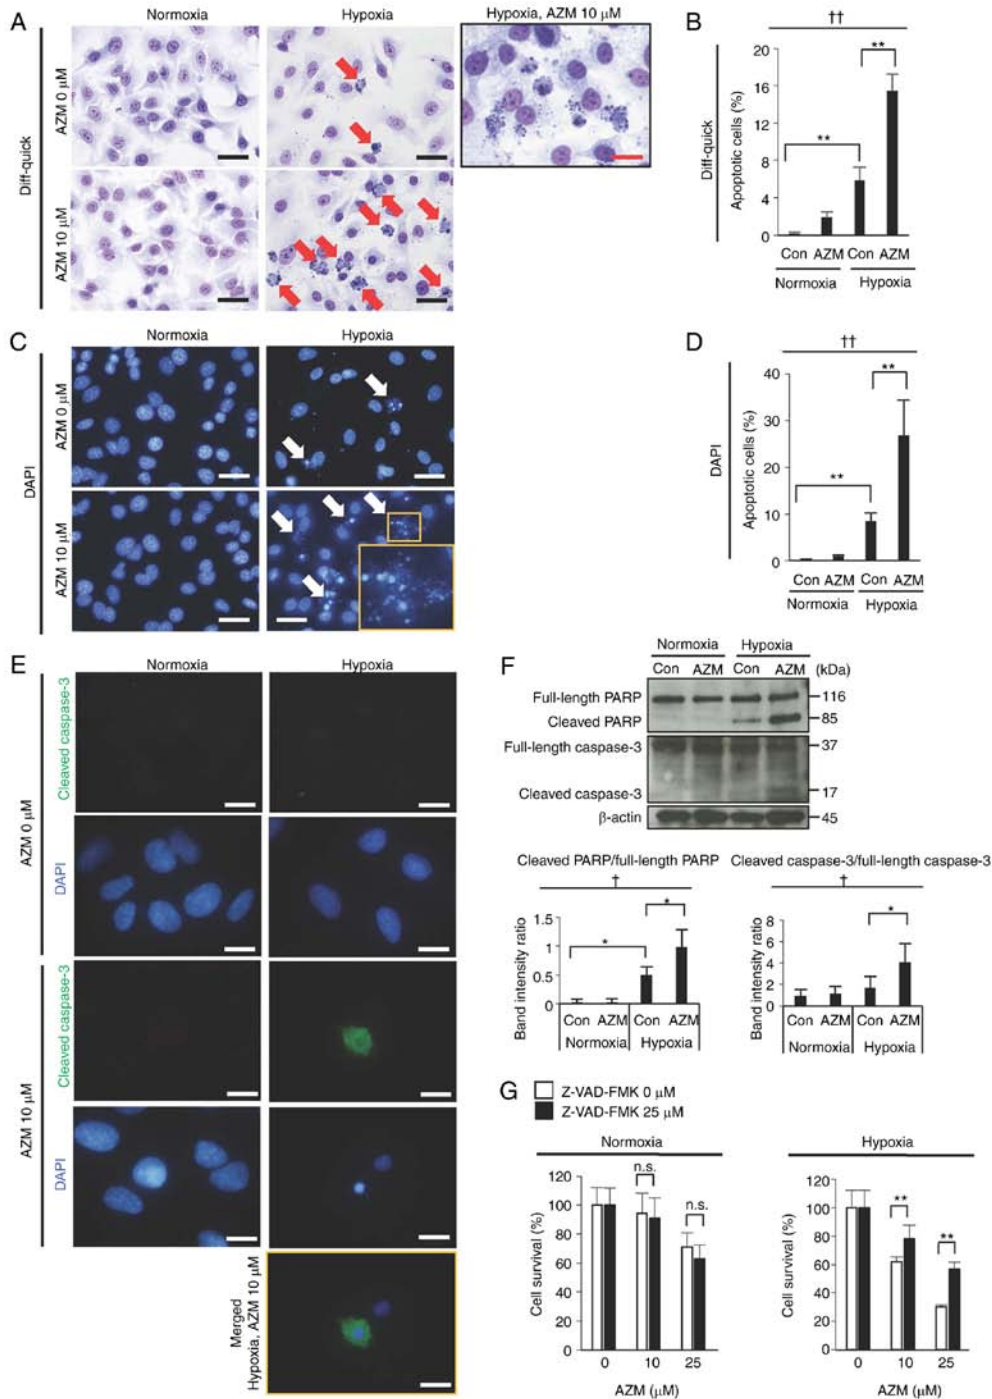 A
Normoxia
Hypoxia
Hypoxia, AZM 10 μM
Diff-quick
AZM 0 μM
AZM 10 μM
B
††
**
**
Diff-quick
Apoptotic cells (%)
20
16
12
8
4
0
Con AZM Con AZM
Normoxia Hypoxia
C
Normoxia
Hypoxia
DAPI
AZM 0 μM
AZM 10 μM
D
††
**
**
DAPI
Apoptotic cells (%)
40
30
20
10
0
Con AZM Con AZM
Normoxia Hypoxia
E
Normoxia
Hypoxia
AZM 0 μM
Cleaved caspase-3
DAPI
AZM 10 μM
Cleaved caspase-3
DAPI
Merged
Hypoxia, AZM 10 μM
F
Normoxia Hypoxia
Con AZM Con AZM (kDa)
Full-length PARP 116
Cleaved PARP 85
Full-length caspase-3 37
Cleaved caspase-3 17
β-actin 45
Cleaved PARP/full-length PARP
†
*
*
Band intensity ratio
1.5
1
0.5
0
Con AZM Con AZM
Normoxia Hypoxia
Cleaved caspase-3/full-length caspase-3
†
*
Band intensity ratio
8
6
4
2
0
Con AZM Con AZM
Normoxia Hypoxia
G
Z-VAD-FMK 0 μM
Z-VAD-FMK 25 μM
Normoxia
n.s.
n.s.
Cell survival (%)
120
100
80
60
40
20
0
0 10 25
AZM (μM)
Hypoxia
**
**
Cell survival (%)
120
100
80
60
40
20
0
0 10 25
AZM (μM)